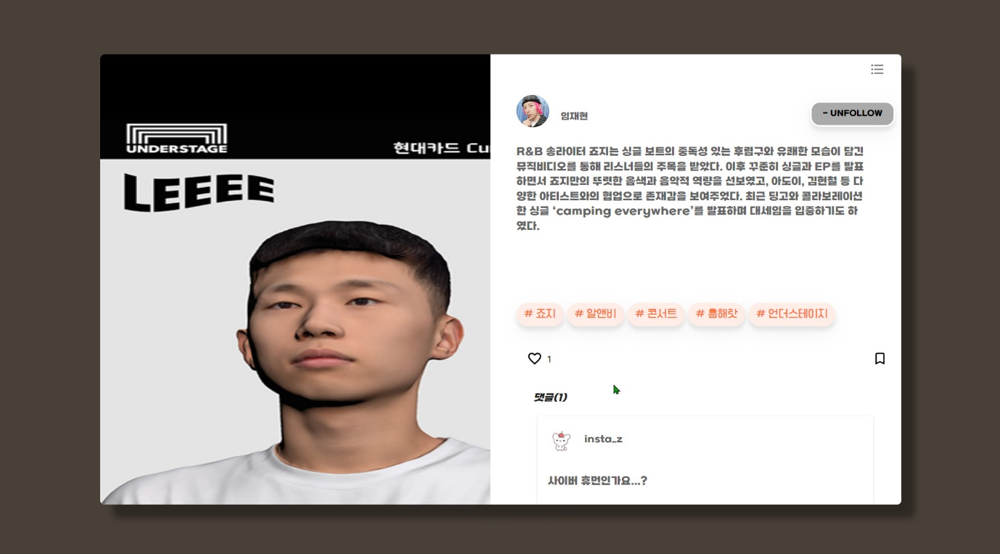 UNDERSTAGE
현대카드 Cu
LEEEE
임재현
- UNFOLLOW
R&B 송라이터 죠지는 싱글 보트의 중독성 있는 후렴구와 유쾌한 모습이 담긴
뮤직비디오를 통해 리스너들의 주목을 받았다. 이후 꾸준히 싱글과 EP를 발표
하면서 죠지만의 뚜렷한 음색과 음악적 역량을 선보였고, 아도이, 김현철 등 다
양한 아티스트와의 협업으로 존재감을 보여주었다. 최근 딩고와 콜라보레이션
한 싱글 ‘camping everywhere’를 발표하며 대세임을 입증하기도 하
였다.
# 죠지 # 알앤비 # 콘서트 # 흠해랏 # 언더스테이지
1
댓글(1)
insta_z
사이버 휴먼인가요...?